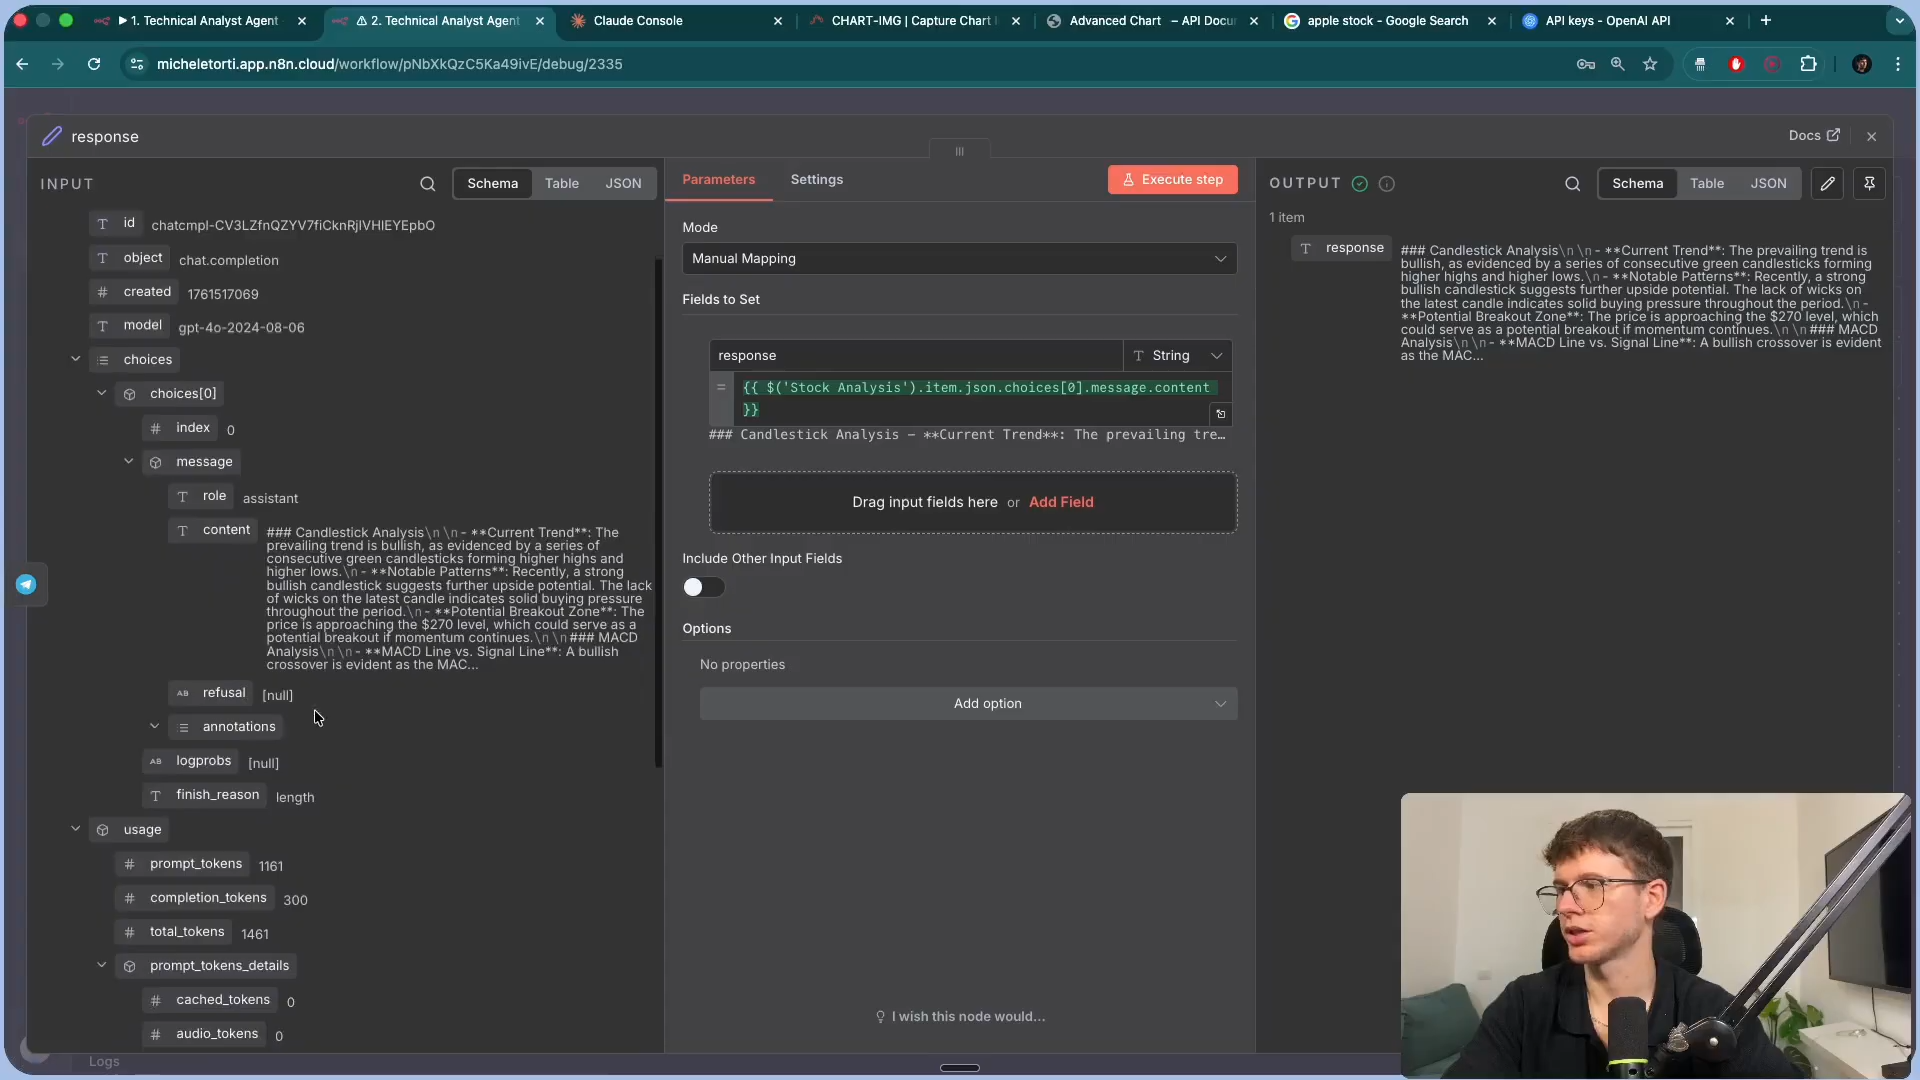 ▶ 1. Technical Analyst Agent
⚠ 2. Technical Analyst Agent
Claude Console
CHART-IMG | Capture Chart
Advanced Chart – API Docu
apple stock - Google Search
API keys - OpenAI API
micheletorti.app.n8n.cloud/workflow/pNbXkQzC5Ka49ivE/debug/2335
response
Docs
INPUT
Schema
Table
JSON
id
chatcmpl-CV3LZfnQZYV7fiCknRjlVHIEYEpbO
object
chat.completion
created
1761517069
model
gpt-4o-2024-08-06
choices
choices[0]
index
0
message
role
assistant
content
### Candlestick Analysis\n \n- **Current Trend**: The
prevailing trend is bullish, as evidenced by a series of
consecutive green candlesticks forming higher highs and
higher lows.\n- **Notable Patterns**: Recently, a strong
bullish candlestick suggests further upside potential. The lack
of wicks on the latest candle indicates solid buying pressure
throughout the period.\n- **Potential Breakout Zone**: The
price is approaching the $270 level, which could serve as a
potential breakout if momentum continues.\n \n### MACD
Analysis\n \n- **MACD Line vs. Signal Line**: A bullish
crossover is evident as the MAC...
refusal
[null]
annotations
logprobs
[null]
finish_reason
length
usage
prompt_tokens
1161
completion_tokens
300
total_tokens
1461
prompt_tokens_details
cached_tokens
0
audio_tokens
0
Logs
Parameters
Settings
Execute step
Mode
Manual Mapping
Fields to Set
response
String
= {{ $('Stock Analysis').item.json.choices[0].message.content
}}
### Candlestick Analysis – **Current Trend**: The prevailing tre…
Drag input fields here or Add Field
Include Other Input Fields
Options
No properties
Add option
I wish this node would...
OUTPUT
Schema
Table
JSON
1 item
response
### Candlestick Analysis\n \n- **Current Trend**: The prevailing trend is
bullish, as evidenced by a series of consecutive green candlesticks forming
higher highs and higher lows.\n- **Notable Patterns**: Recently, a strong
bullish candlestick suggests further upside potential. The lack of wicks on
the latest candle indicates solid buying pressure throughout the period.\n-
**Potential Breakout Zone**: The price is approaching the $270 level, which
could serve as a potential breakout if momentum continues.\n \n### MACD
Analysis\n \n- **MACD Line vs. Signal Line**: A bullish crossover is evident
as the MAC...